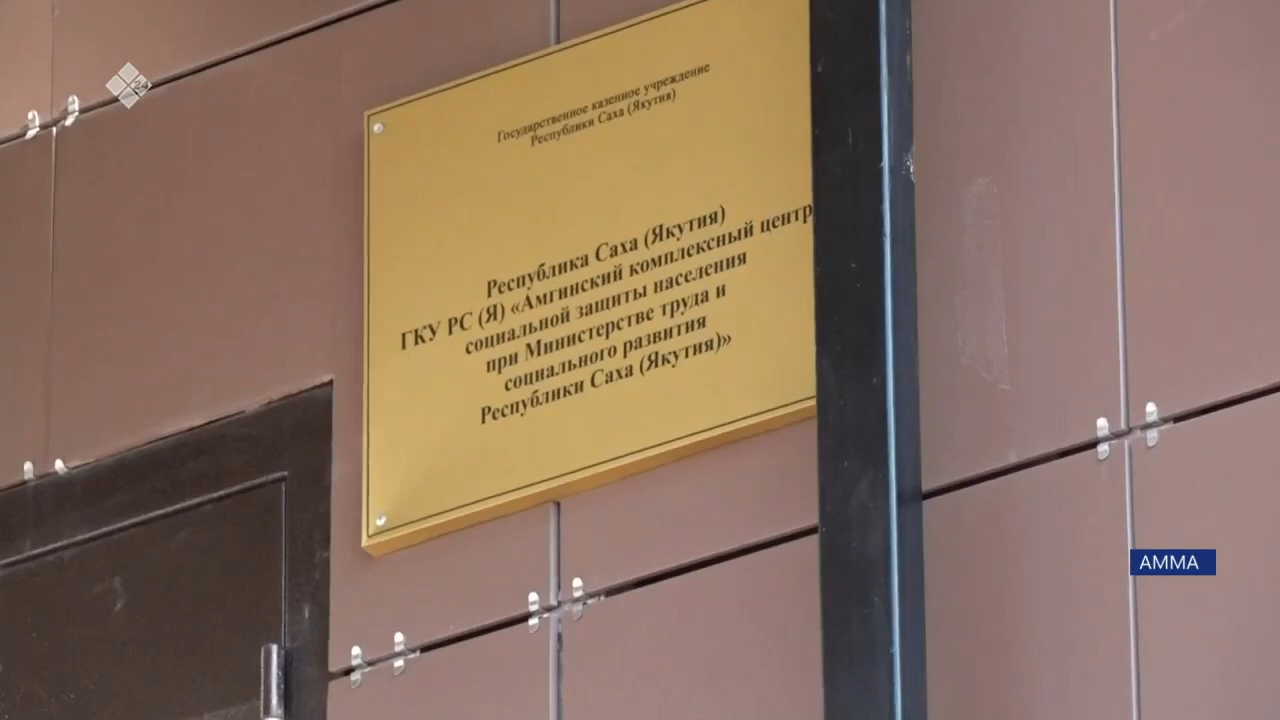 24
Государственное казенное учреждение
Республики Саха (Якутия)
Республика Саха (Якутия)
ГКУ РС (Я) «Амгинский комплексный центр
социальной защиты населения
при Министерстве труда и
социального развития
Республики Саха (Якутия)»
АММА